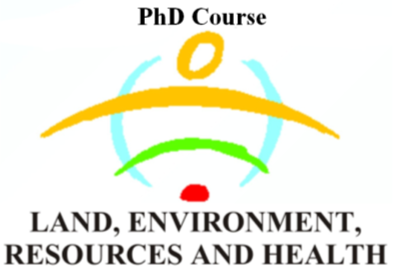 PhD Course
LAND, ENVIRONMENT,
RESOURCES AND HEALTH